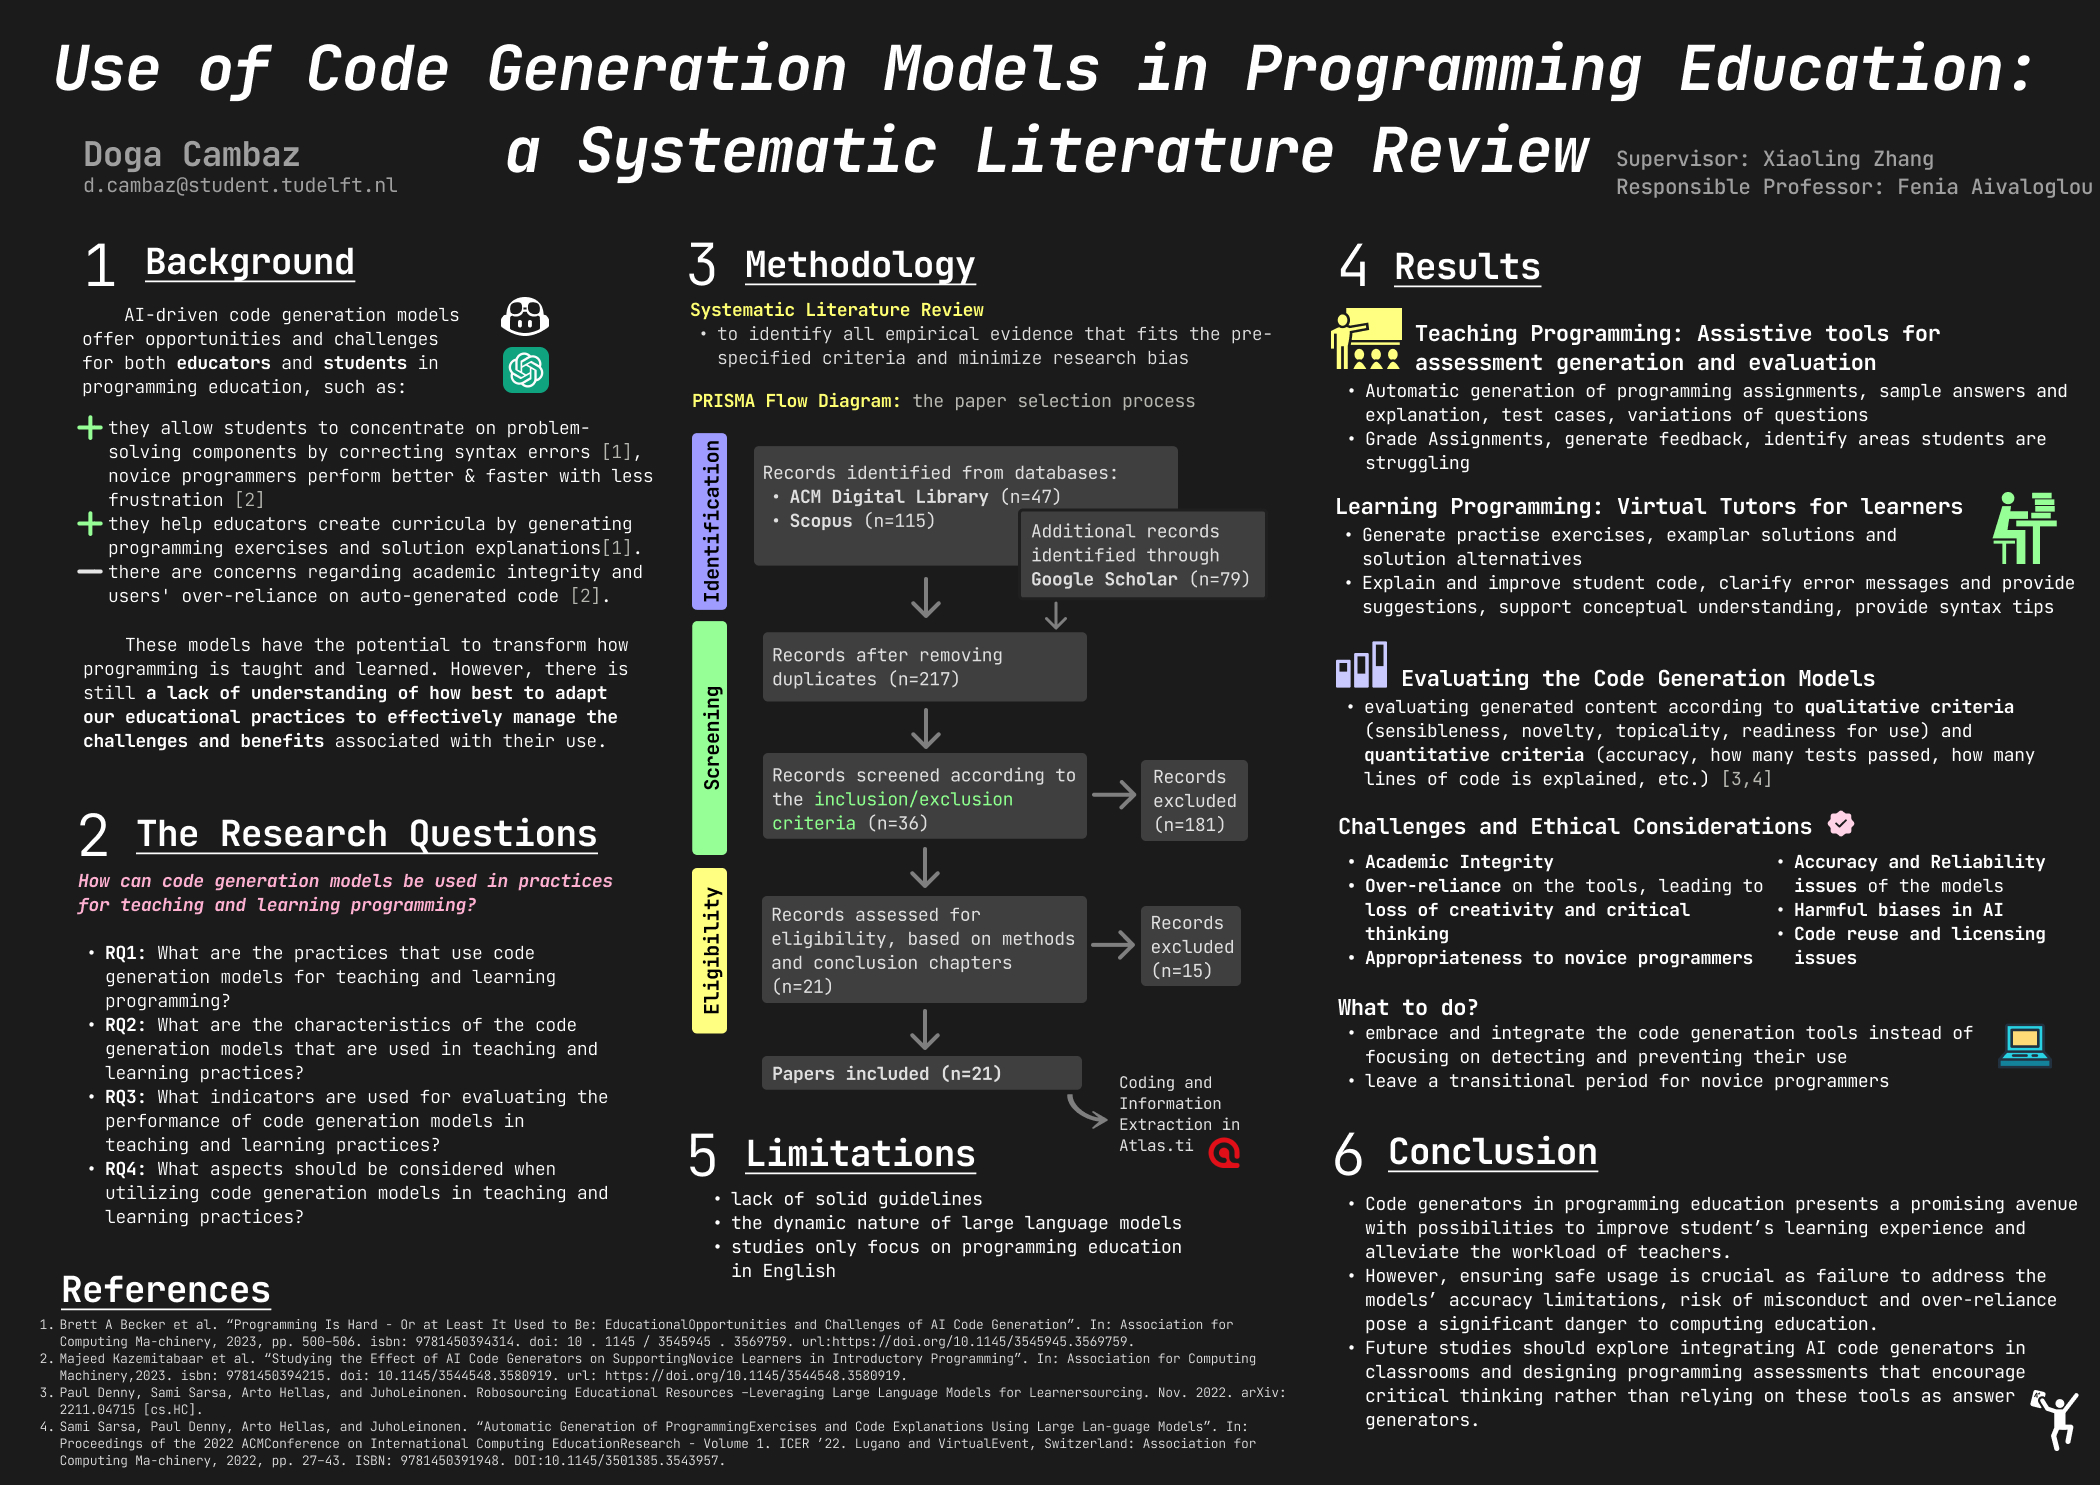 Use of Code Generation Models in Programming Education:
a Systematic Literature Review
Doga Cambaz
d.cambaz@student.tudelft.nl
Supervisor: Xiaoling Zhang
Responsible Professor: Fenia Aivaloglou
1 Background
AI-driven code generation models
offer opportunities and challenges
for both educators and students in
programming education, such as:
+ they allow students to concentrate on problem-
solving components by correcting syntax errors [1],
novice programmers perform better & faster with less
frustration [2]
+ they help educators create curricula by generating
programming exercises and solution explanations[1].
− there are concerns regarding academic integrity and
users' over-reliance on auto-generated code [2].
These models have the potential to transform how
programming is taught and learned. However, there is
still a lack of understanding of how best to adapt
our educational practices to effectively manage the
challenges and benefits associated with their use.
2 The Research Questions
How can code generation models be used in practices
for teaching and learning programming?
• RQ1: What are the practices that use code
generation models for teaching and learning
programming?
• RQ2: What are the characteristics of the code
generation models that are used in teaching and
learning practices?
• RQ3: What indicators are used for evaluating the
performance of code generation models in
teaching and learning practices?
• RQ4: What aspects should be considered when
utilizing code generation models in teaching and
learning practices?
3 Methodology
Systematic Literature Review
• to identify all empirical evidence that fits the pre-
specified criteria and minimize research bias
PRISMA Flow Diagram: the paper selection process
Identification
Records identified from databases:
• ACM Digital Library (n=47)
• Scopus (n=115)
Additional records
identified through
Google Scholar (n=79)
Screening
Records after removing
duplicates (n=217)
Records screened according to
the inclusion/exclusion
criteria (n=36)
Records
excluded
(n=181)
Eligibility
Records assessed for
eligibility, based on methods
and conclusion chapters
(n=21)
Records
excluded
(n=15)
Papers included (n=21)
Coding and
Information
Extraction in
Atlas.ti
4 Results
Teaching Programming: Assistive tools for
assessment generation and evaluation
• Automatic generation of programming assignments, sample answers and
explanation, test cases, variations of questions
• Grade Assignments, generate feedback, identify areas students are
struggling
Learning Programming: Virtual Tutors for learners
• Generate practise exercises, examplar solutions and
solution alternatives
• Explain and improve student code, clarify error messages and provide
suggestions, support conceptual understanding, provide syntax tips
Evaluating the Code Generation Models
• evaluating generated content according to qualitative criteria
(sensibleness, novelty, topicality, readiness for use) and
quantitative criteria (accuracy, how many tests passed, how many
lines of code is explained, etc.) [3,4]
Challenges and Ethical Considerations
• Academic Integrity
• Over-reliance on the tools, leading to
loss of creativity and critical
thinking
• Appropriateness to novice programmers
• Accuracy and Reliability
issues of the models
• Harmful biases in AI
• Code reuse and licensing
issues
What to do?
• embrace and integrate the code generation tools instead of
focusing on detecting and preventing their use
• leave a transitional period for novice programmers
5 Limitations
• lack of solid guidelines
• the dynamic nature of large language models
• studies only focus on programming education
in English
6 Conclusion
• Code generators in programming education presents a promising avenue
with possibilities to improve student’s learning experience and
alleviate the workload of teachers.
• However, ensuring safe usage is crucial as failure to address the
models’ accuracy limitations, risk of misconduct and over-reliance
pose a significant danger to computing education.
• Future studies should explore integrating AI code generators in
classrooms and designing programming assessments that encourage
critical thinking rather than relying on these tools as answer
generators.
References
1. Brett A Becker et al. “Programming Is Hard - Or at Least It Used to Be: EducationalOpportunities and Challenges of AI Code Generation”. In: Association for
Computing Ma-chinery, 2023, pp. 500–506. isbn: 9781450394314. doi: 10 . 1145 / 3545945 . 3569759. url:https://doi.org/10.1145/3545945.3569759.
2. Majeed Kazemitabaar et al. “Studying the Effect of AI Code Generators on SupportingNovice Learners in Introductory Programming”. In: Association for Computing
Machinery,2023. isbn: 9781450394215. doi: 10.1145/3544548.3580919. url: https://doi.org/10.1145/3544548.3580919.
3. Paul Denny, Sami Sarsa, Arto Hellas, and JuhoLeinonen. Robosourcing Educational Resources –Leveraging Large Language Models for Learnersourcing. Nov. 2022. arXiv:
2211.04715 [cs.HC].
4. Sami Sarsa, Paul Denny, Arto Hellas, and JuhoLeinonen. “Automatic Generation of ProgrammingExercises and Code Explanations Using Large Lan-guage Models”. In:
Proceedings of the 2022 ACMConference on International Computing EducationResearch - Volume 1. ICER ’22. Lugano and VirtualEvent, Switzerland: Association for
Computing Ma-chinery, 2022, pp. 27–43. ISBN: 9781450391948. DOI:10.1145/3501385.3543957.